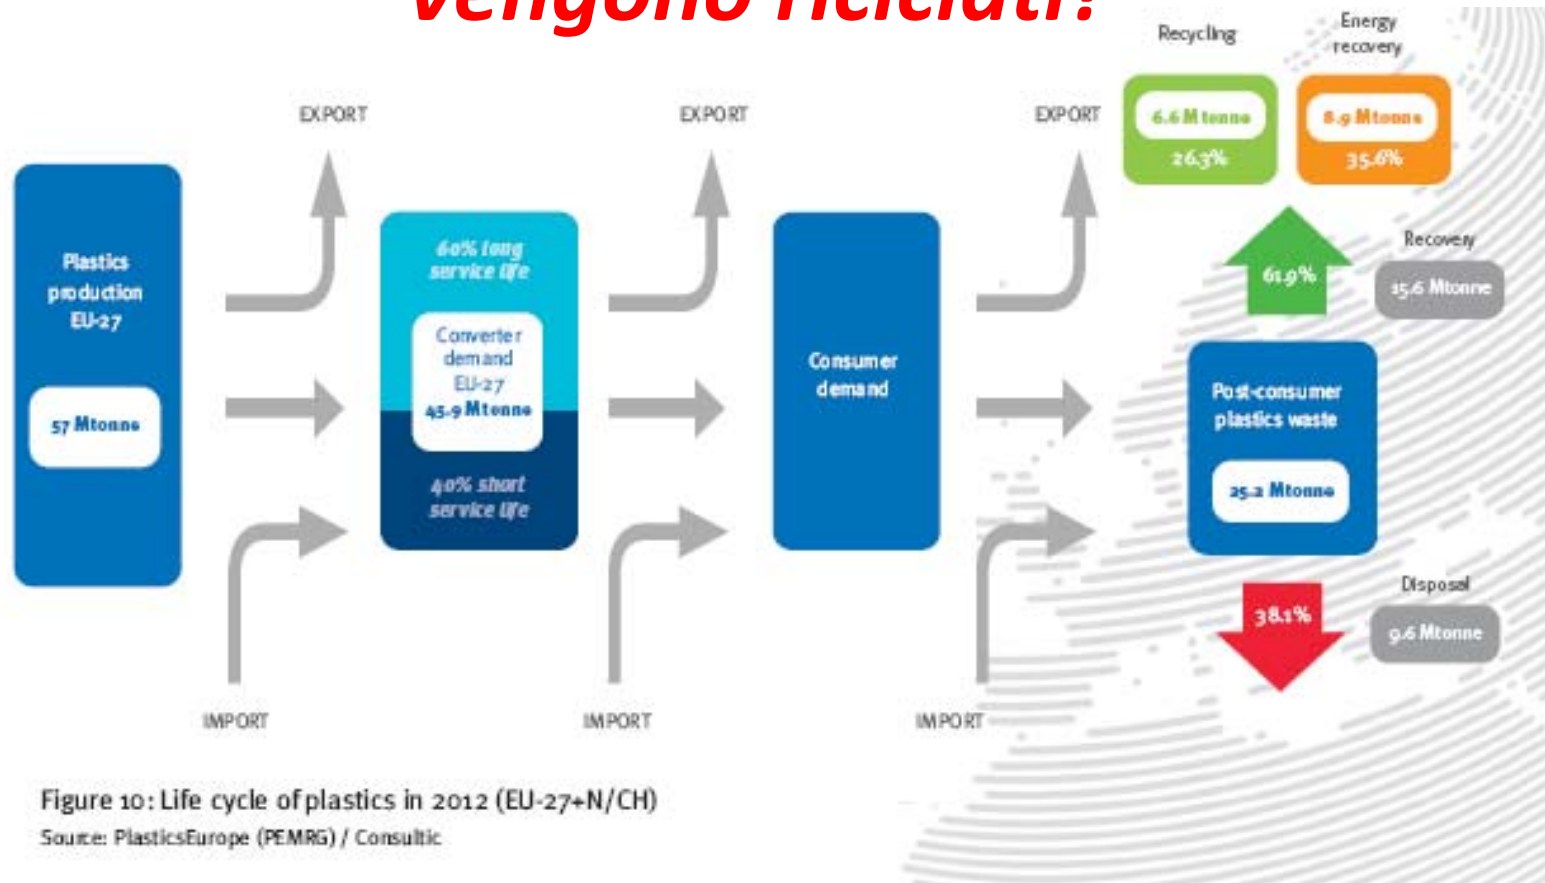 vengono riciclati?
Recycling
Energy
recovery
6.6 Mtonne
26.3%
8.9 Mtonne
35.6%
EXPORT
EXPORT
EXPORT
Plastics
production
EU-27
57 Mtonne
60% long
service life
Converter
demand
EU-27
45.9 Mtonne
40% short
service life
Consumer
demand
61.9%
Recovery
15.6 Mtonne
Post-consumer
plastics waste
25.2 Mtonne
38.1%
Disposal
9.6 Mtonne
IMPORT
IMPORT
IMPORT
Figure 10: Life cycle of plastics in 2012 (EU-27+N/CH)
Source: PlasticsEurope (PEMRG) / Consultic